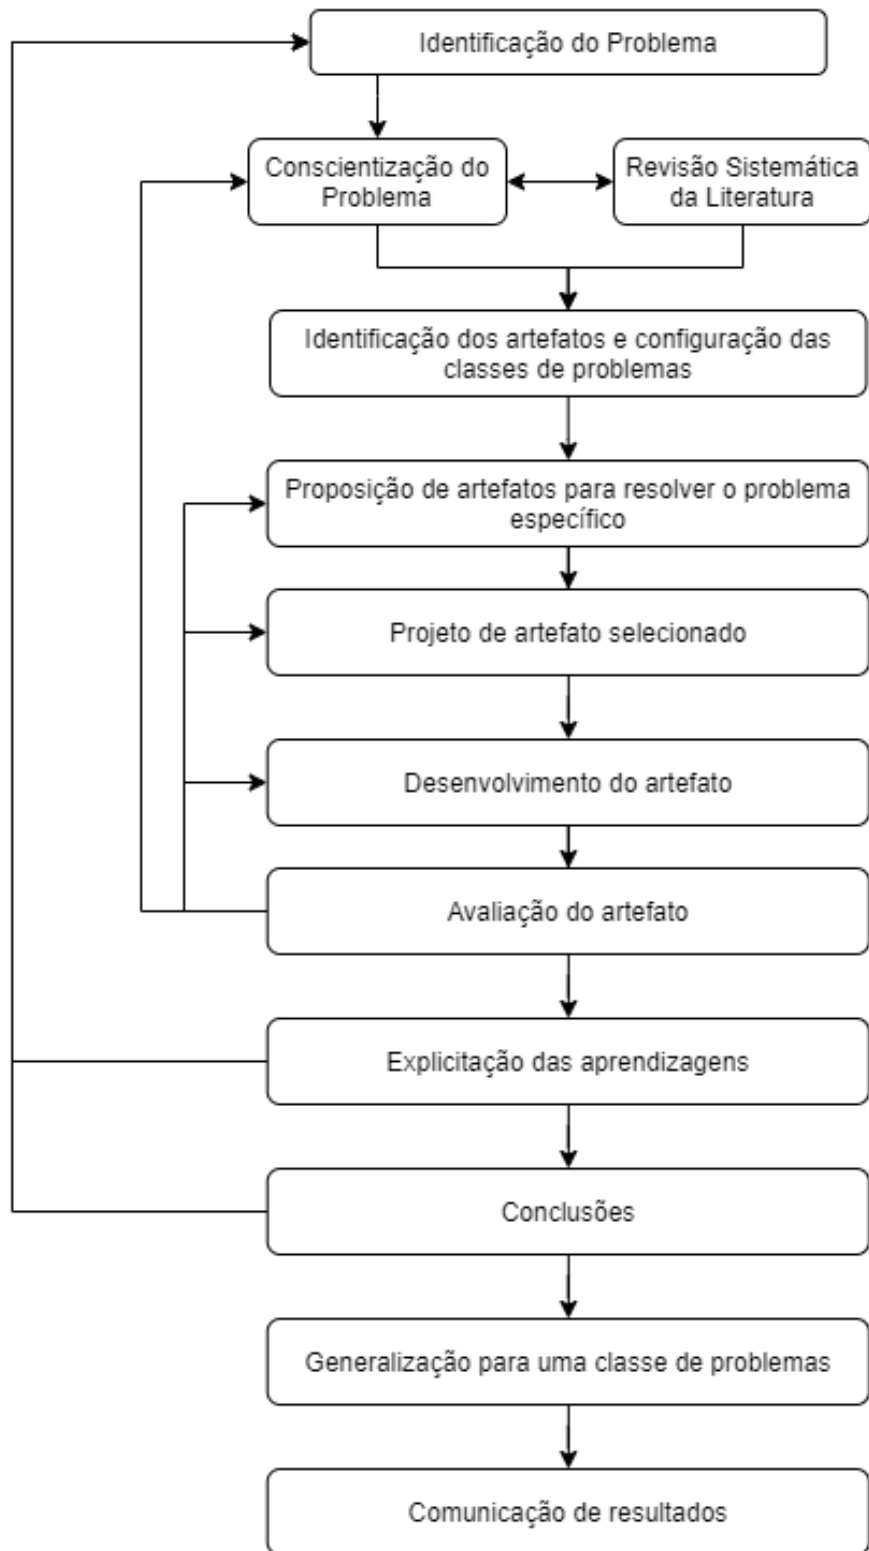 Identificação do Problema
Conscientização do
Problema
Revisão Sistemática
da Literatura
Identificação dos artefatos e configuração das
classes de problemas
Proposição de artefatos para resolver o problema
específico
Projeto de artefato selecionado
Desenvolvimento do artefato
Avaliação do artefato
Explicitação das aprendizagens
Conclusões
Generalização para uma classe de problemas
Comunicação de resultados